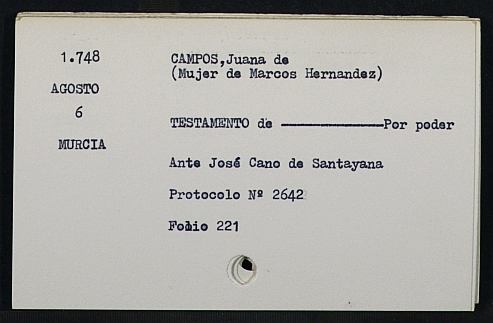 1.748
CAMPOS,Juana de
(Mujer de Marcos Hernandez)
AGOSTO
6
TESTAMENTO de ————————Por poder
MURCIA
Ante José Cano de Santayana
Protocolo Nº 2642
Folio 221